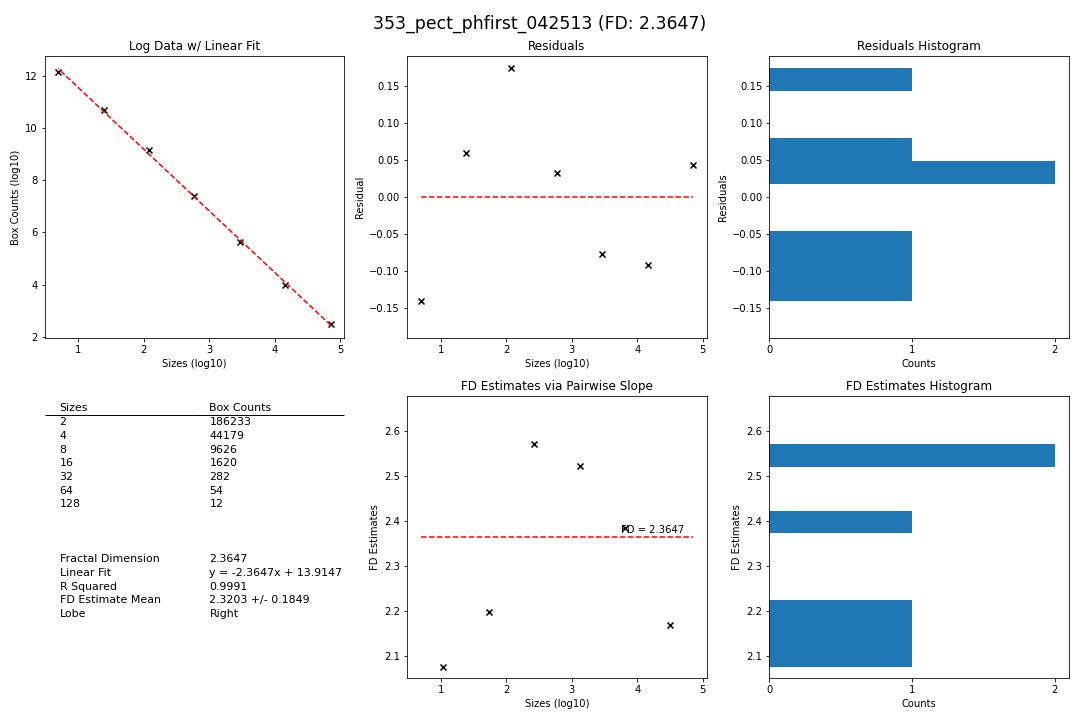 353_pect_phfirst_042513 (FD: 2.3647)
Log Data w/ Linear Fit
Box Counts (log10)
12
10
8
6
4
2
1 2 3 4 5
Sizes (log10)
Residuals
Residual
0.15
0.10
0.05
0.00
−0.05
−0.10
−0.15
1 2 3 4 5
Sizes (log10)
Residuals Histogram
Residuals
0.15
0.10
0.05
0.00
−0.05
−0.10
−0.15
0 1 2
Counts
Sizes Box Counts
2 186233
4 44179
8 9626
16 1620
32 282
64 54
128 12
Fractal Dimension 2.3647
Linear Fit y = -2.3647x + 13.9147
R Squared 0.9991
FD Estimate Mean 2.3203 +/- 0.1849
Lobe Right
FD Estimates via Pairwise Slope
FD Estimates
2.6
2.5
2.4
2.3
2.2
2.1
FD = 2.3647
1 2 3 4 5
Sizes (log10)
FD Estimates Histogram
FD Estimates
2.6
2.5
2.4
2.3
2.2
2.1
0 1 2
Counts